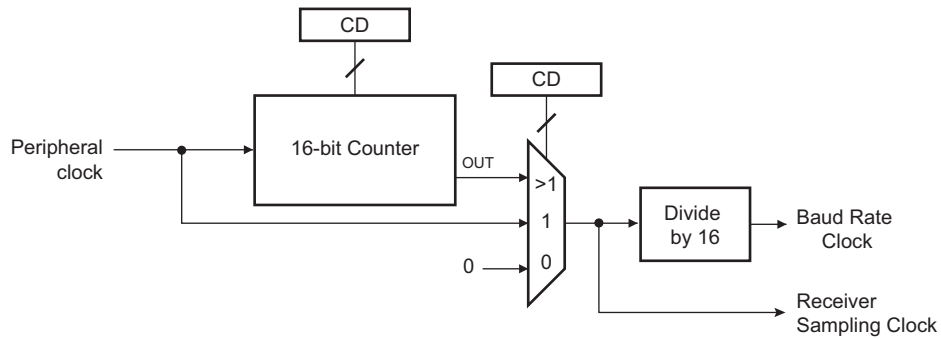 CD
CD
Peripheral
clock
16-bit Counter
OUT
>1
1
0
0
Divide
by 16
Baud Rate
Clock
Receiver
Sampling Clock